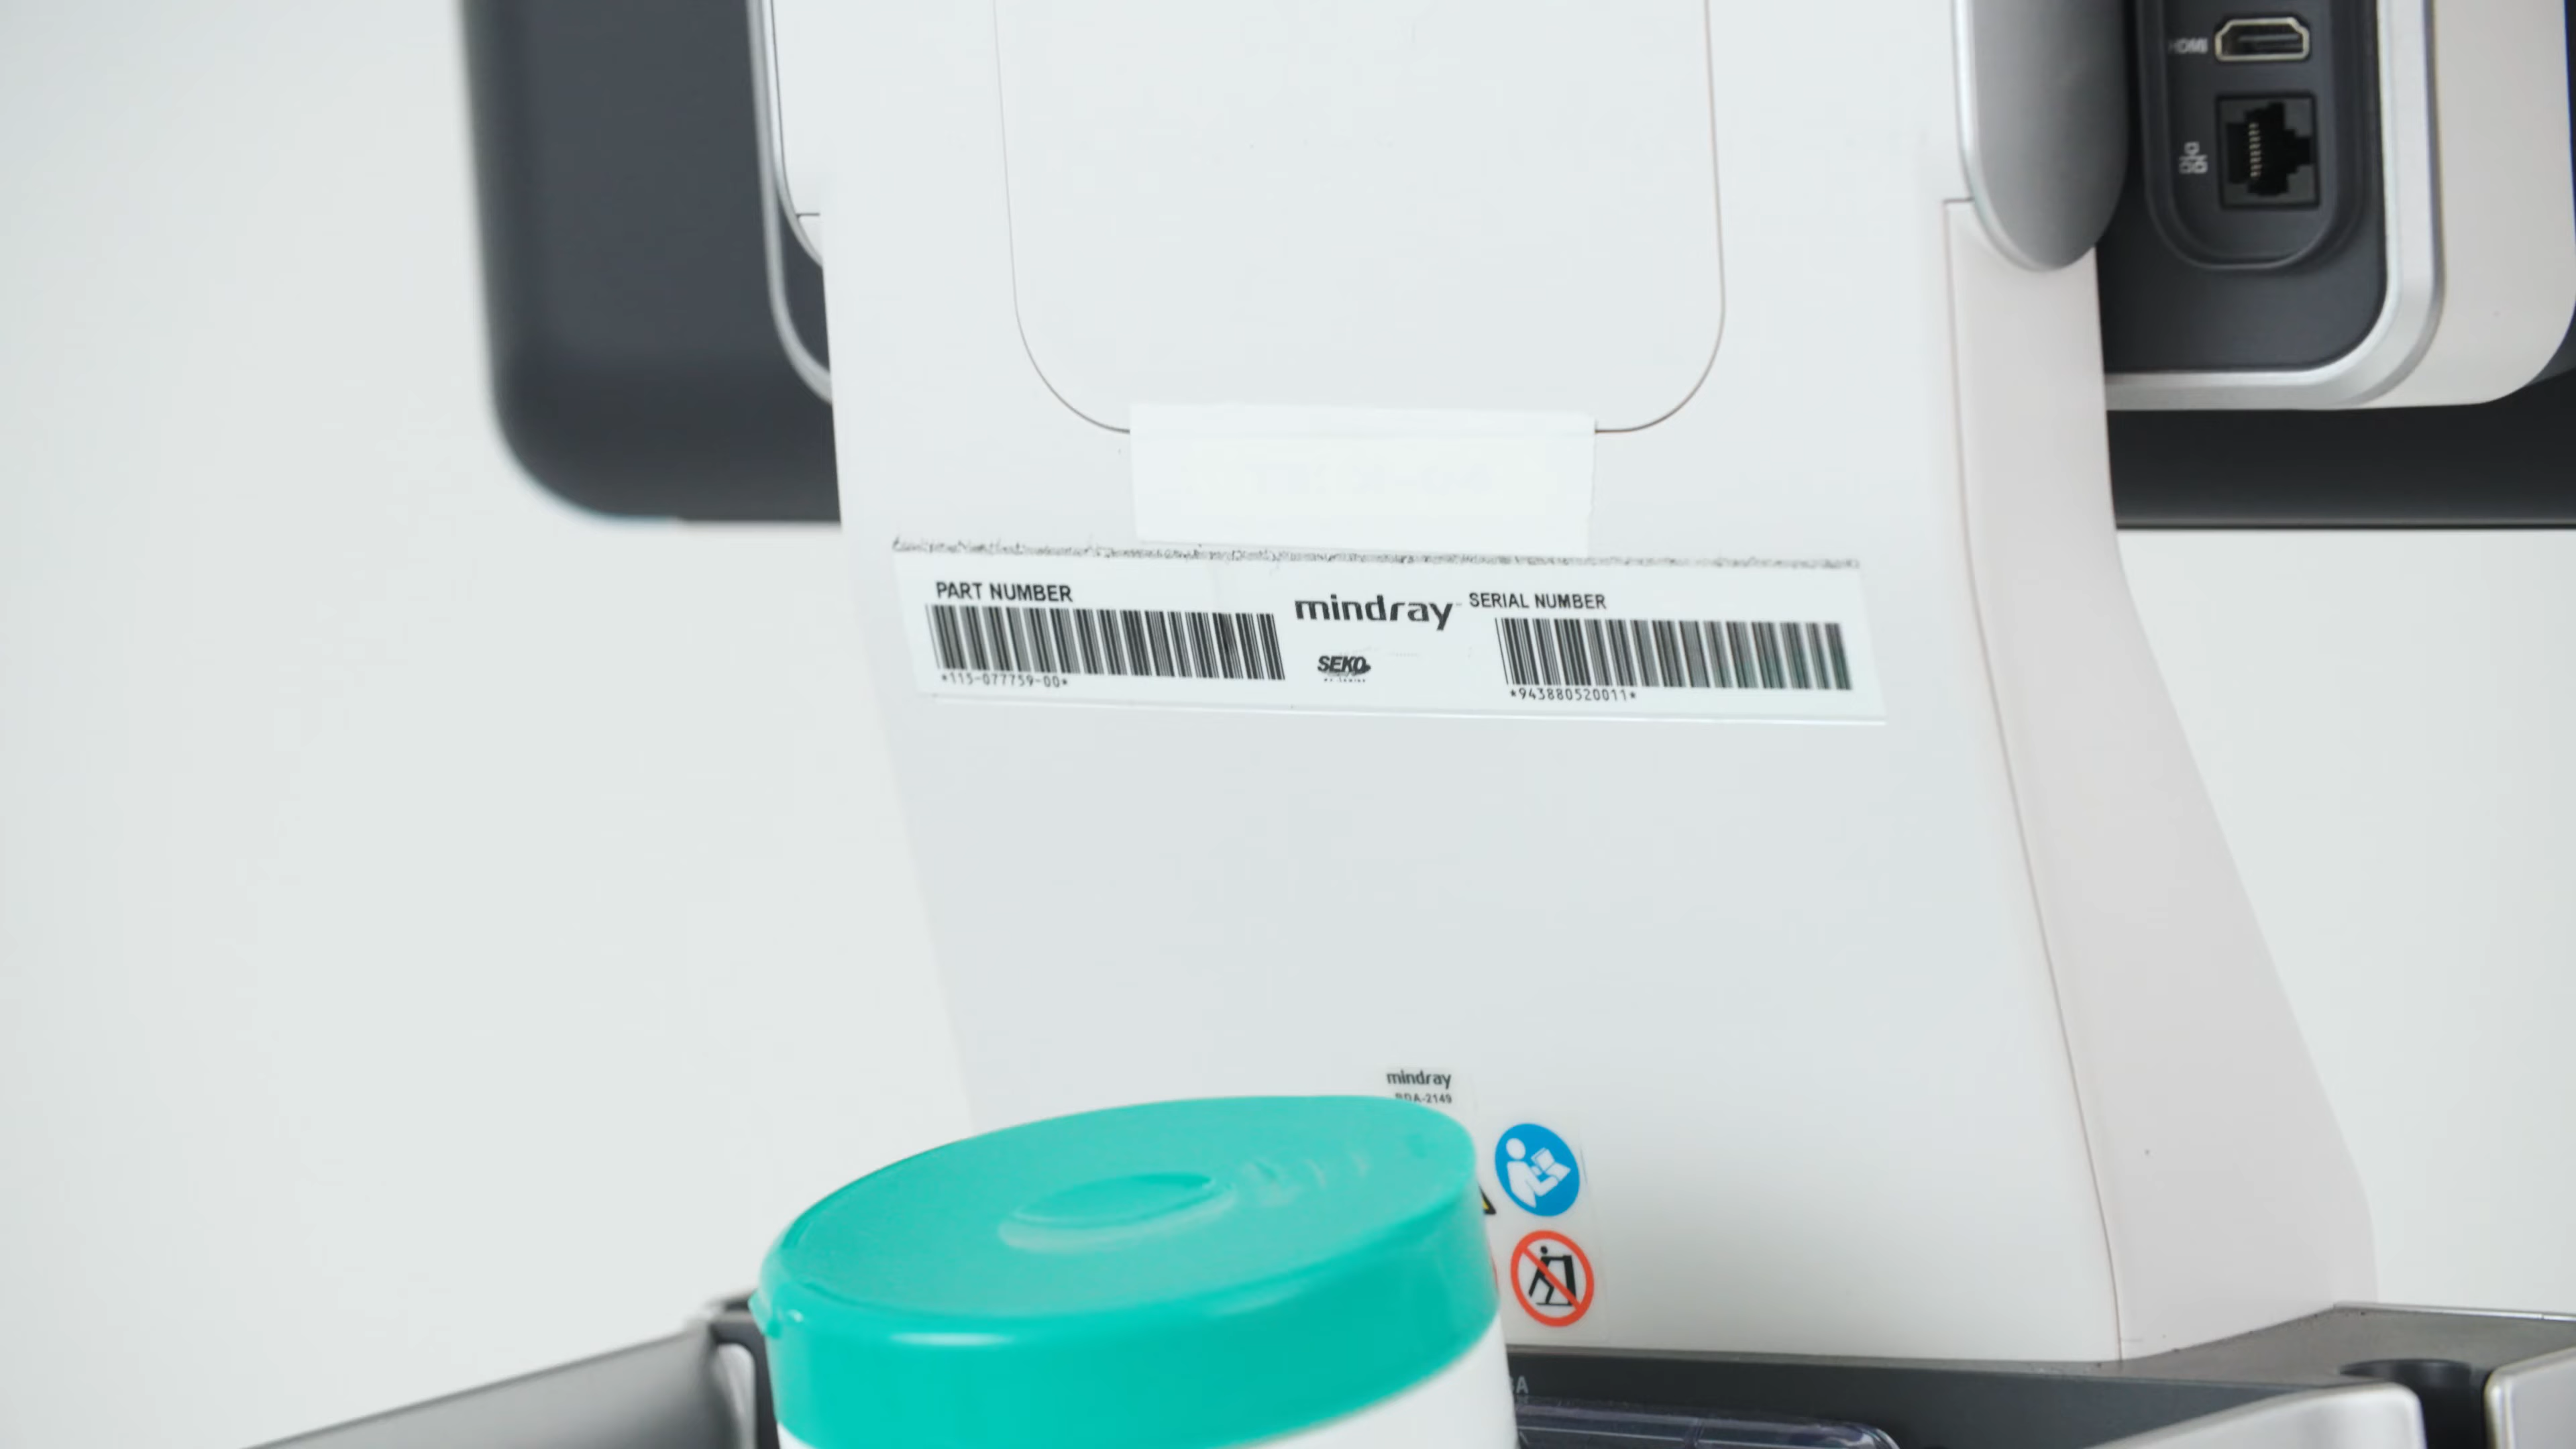 HDMI
PART NUMBER
*115-077759-00*
mindray
SEKO
SERIAL NUMBER
*943880520011*
mindray